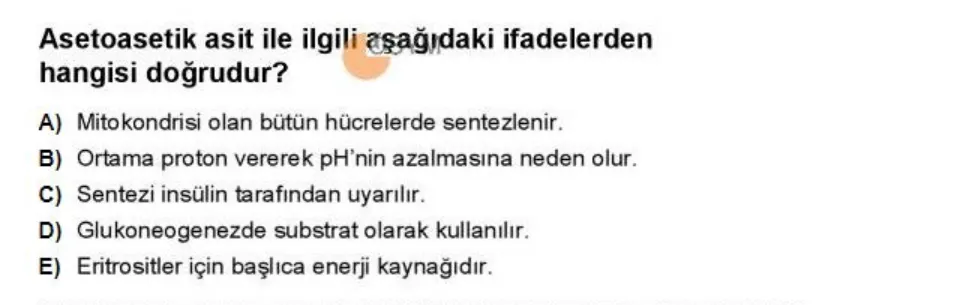 Asetoasetik asit ile ilgili aşağıdaki ifadelerden
hangisi doğrudur?
A) Mitokondrisi olan bütün hücrelerde sentezlenir.
B) Ortama proton vererek pH'nin azalmasına neden olur.
C) Sentezi insülin tarafından uyarılır.
D) Glukoneogenezde substrat olarak kullanılır.
E) Eritrositler için başlıca enerji kaynağıdır.